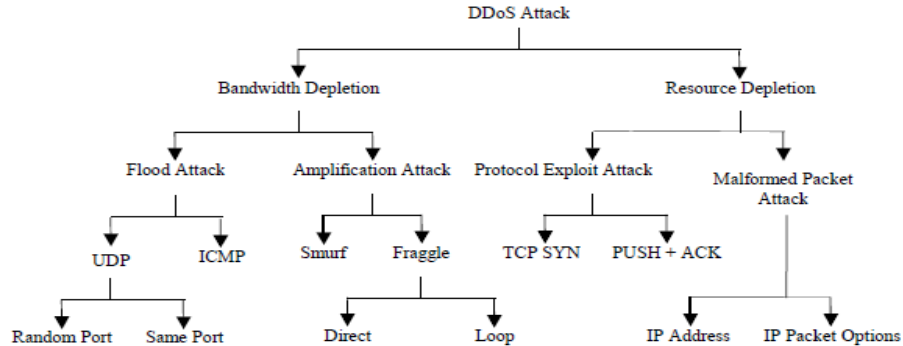 DDoS Attack
Bandwidth Depletion
Resource Depletion
Flood Attack
Amplification Attack
Protocol Exploit Attack
Malformed Packet
Attack
UDP
ICMP
Smurf
Fraggle
TCP SYN
PUSH + ACK
Random Port
Same Port
Direct
Loop
IP Address
IP Packet Options